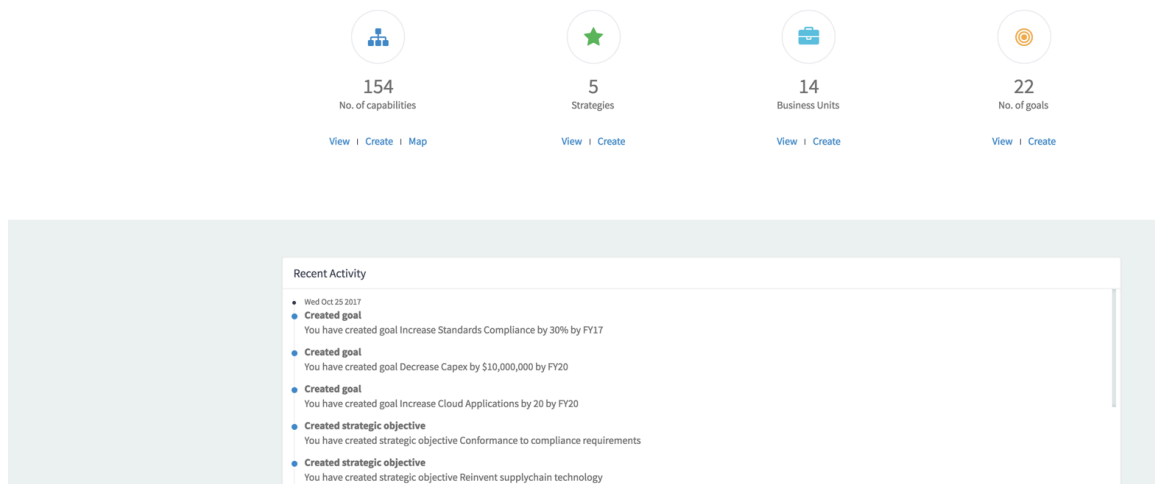 154
No. of capabilities
View | Create | Map
5
Strategies
View | Create
14
Business Units
View | Create
22
No. of goals
View | Create
Recent Activity
Wed Oct 25 2017
Created goal
You have created goal Increase Standards Compliance by 30% by FY17
Created goal
You have created goal Decrease Capex by $10,000,000 by FY20
Created goal
You have created goal Increase Cloud Applications by 20 by FY20
Created strategic objective
You have created strategic objective Conformance to compliance requirements
Created strategic objective
You have created strategic objective Reinvent supplychain technology